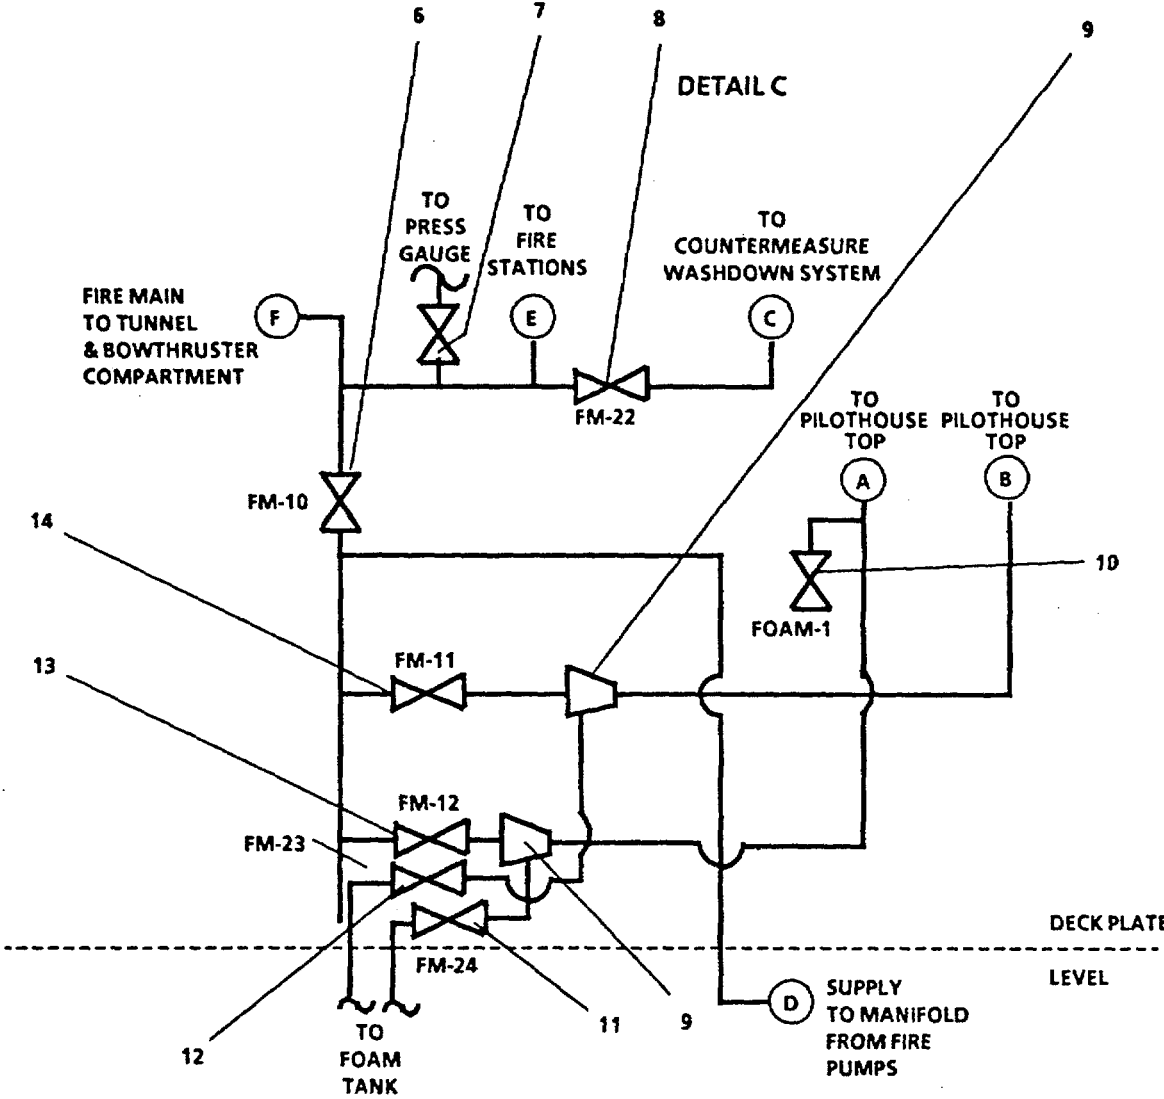 6
7
8
9
DETAIL C
TO
PRESS
GAUGE
TO
FIRE
STATIONS
TO
COUNTERMEASURE
WASHDOWN SYSTEM
FIRE MAIN
TO TUNNEL
& BOWTHRUSTER
COMPARTMENT
F
E
C
FM-22
TO
PILOTHOUSE
TOP
TO
PILOTHOUSE
TOP
A
B
FM-10
14
10
FOAM-1
FM-11
13
FM-12
FM-23
DECK PLATE
FM-24
LEVEL
D
SUPPLY
TO MANIFOLD
FROM FIRE
PUMPS
11
9
12
TO
FOAM
TANK